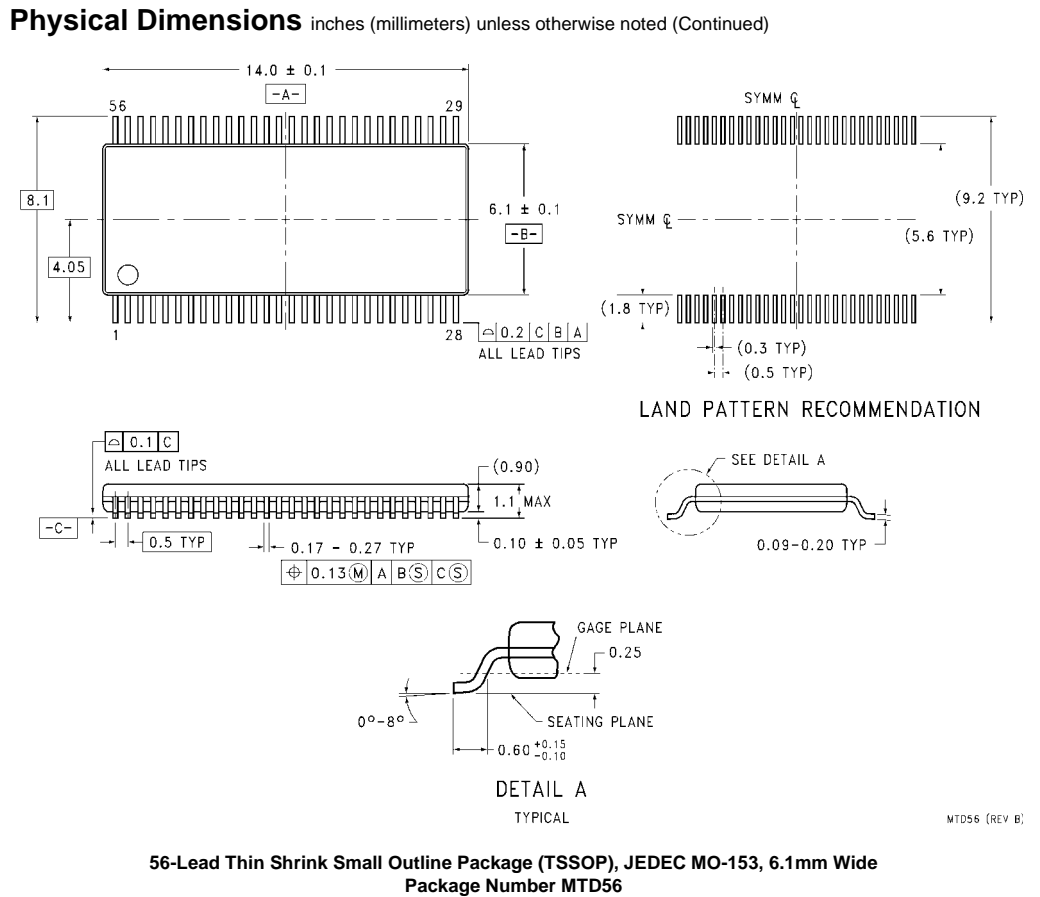 Physical Dimensions inches (millimeters) unless otherwise noted (Continued)
14.0 ± 0.1
-A-
56
29
8.1
4.05
6.1 ± 0.1
-B-
1
28
⌓ 0.2 C B A
ALL LEAD TIPS
SYMM ℄
SYMM ℄
(9.2 TYP)
(5.6 TYP)
(1.8 TYP)
(0.3 TYP)
(0.5 TYP)
LAND PATTERN RECOMMENDATION
⌓ 0.1 C
ALL LEAD TIPS
(0.90)
1.1 MAX
-C-
0.5 TYP
0.17 - 0.27 TYP
0.10 ± 0.05 TYP
⌖ 0.13Ⓜ A BⓈ CⓈ
SEE DETAIL A
0.09-0.20 TYP
GAGE PLANE
0.25
0°-8°
SEATING PLANE
0.60 +0.15 -0.10
DETAIL A
TYPICAL
MTD56 (REV B)
56-Lead Thin Shrink Small Outline Package (TSSOP), JEDEC MO-153, 6.1mm Wide
Package Number MTD56